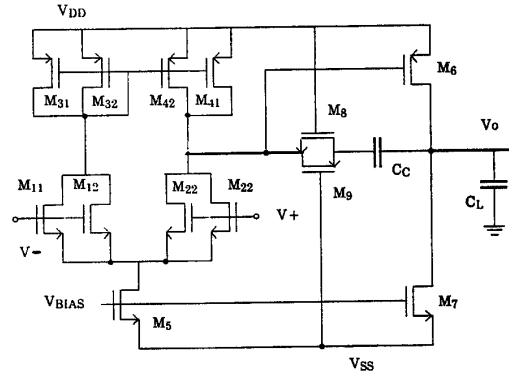 VDD
M31 M32 M42 M41
M6
M8
Vo
M11 M12 M22 M22
CC
M9
CL
V+
V-
VBIAS
M5
M7
VSS